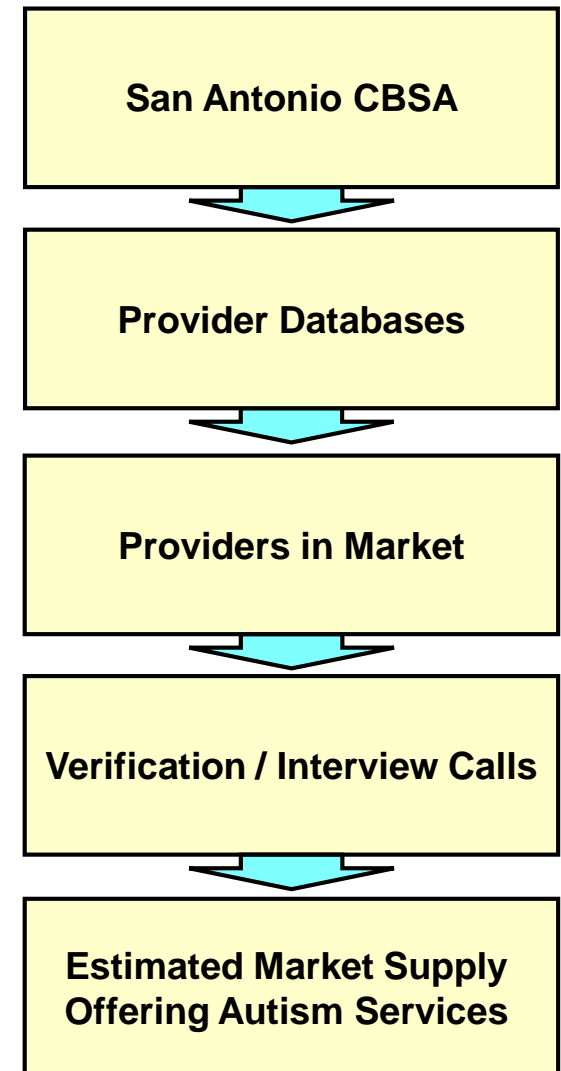 San Antonio CBSA
Provider Databases
Providers in Market
Verification / Interview Calls
Estimated Market Supply
Offering Autism Services